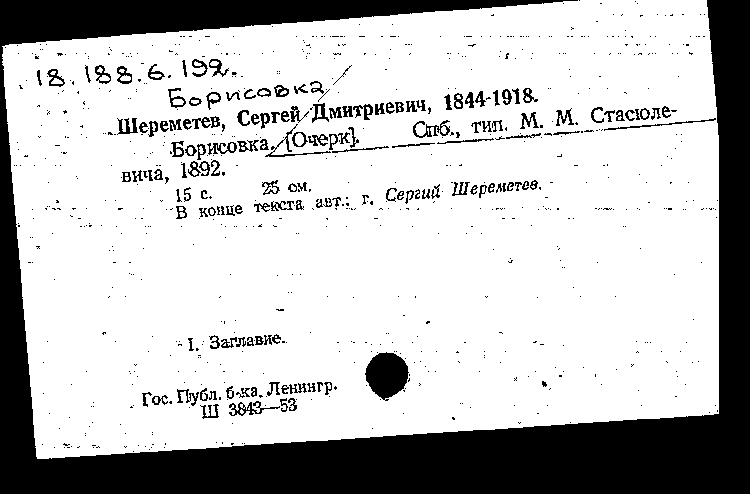 18.188.6.192.
Борисовка
Шереметев, Сергей Дмитриевич, 1844-1918.
Борисовка. [Очерк]. Спб., тип. М. М. Стасюле-
вича, 1892.
15 с. 25 см.
В конце текста авт.: г. Сергий Шереметев.
I. Заглавие.
Гос. Публ. б-ка. Ленингр.
Ш 3843—53